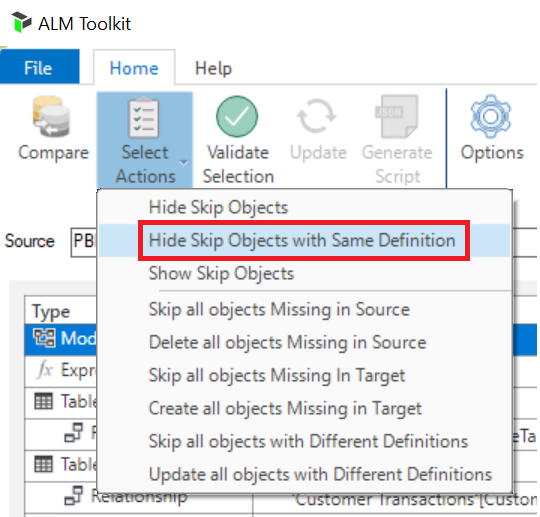 ALM Toolkit
File Home Help
Compare Select Actions Validate Selection Update Generate Script Options
JSON
Hide Skip Objects
Source PB Hide Skip Objects with Same Definition
Show Skip Objects
Type Skip all objects Missing in Source
Mod Delete all objects Missing in Source
fx Expr Skip all objects Missing In Target
Table Create all objects Missing in Target
Skip all objects with Different Definitions
Table Update all objects with Different Definitions
Relationship 'Customer Transactions'[Custome